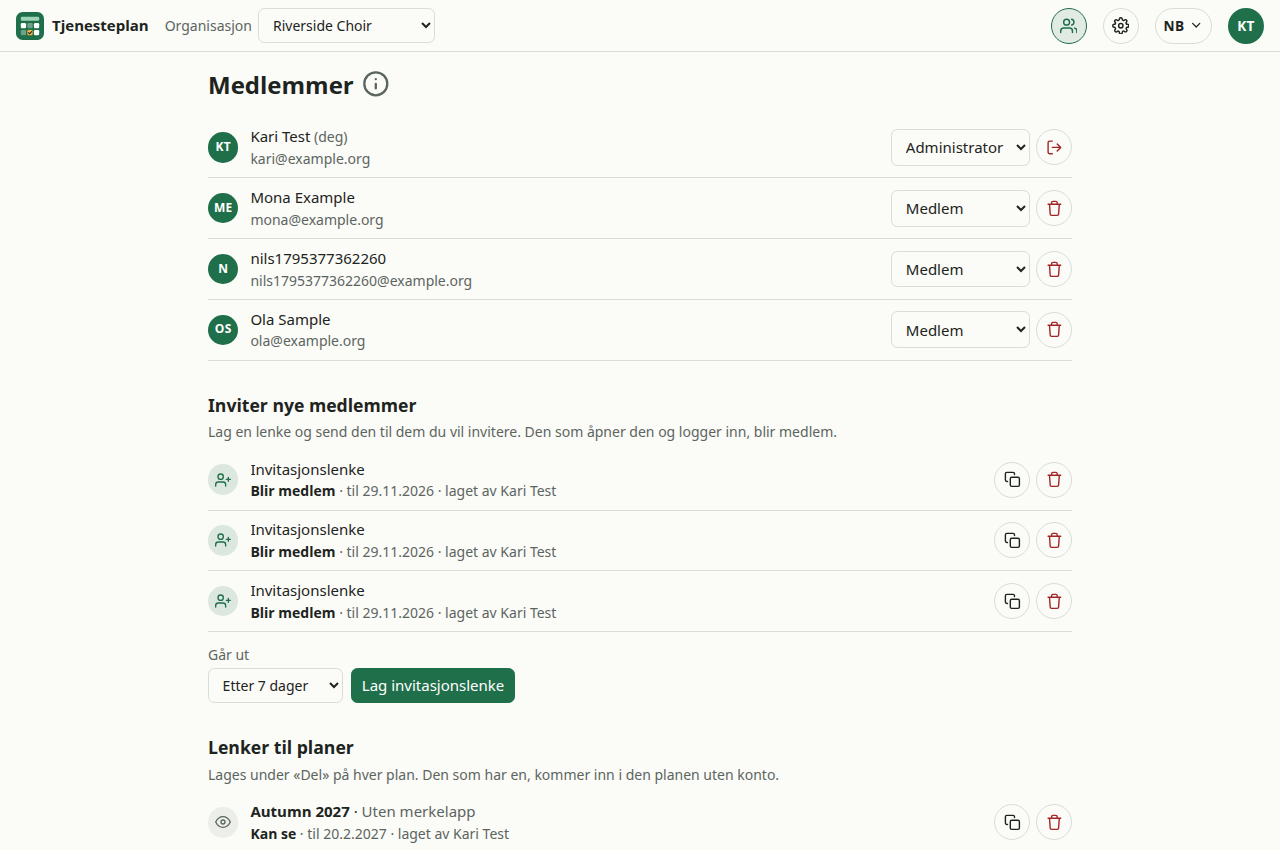 Tjenesteplan Organisasjon Riverside Choir NB KT
Medlemmer
KT Kari Test (deg) Administrator
kari@example.org
ME Mona Example Medlem
mona@example.org
N nils1795377362260 Medlem
nils1795377362260@example.org
OS Ola Sample Medlem
ola@example.org
Inviter nye medlemmer
Lag en lenke og send den til dem du vil invitere. Den som åpner den og logger inn, blir medlem.
Invitasjonslenke
Blir medlem · til 29.11.2026 · laget av Kari Test
Invitasjonslenke
Blir medlem · til 29.11.2026 · laget av Kari Test
Invitasjonslenke
Blir medlem · til 29.11.2026 · laget av Kari Test
Går ut
Etter 7 dager Lag invitasjonslenke
Lenker til planer
Lages under «Del» på hver plan. Den som har en, kommer inn i den planen uten konto.
Autumn 2027 · Uten merkelapp
Kan se · til 20.2.2027 · laget av Kari Test